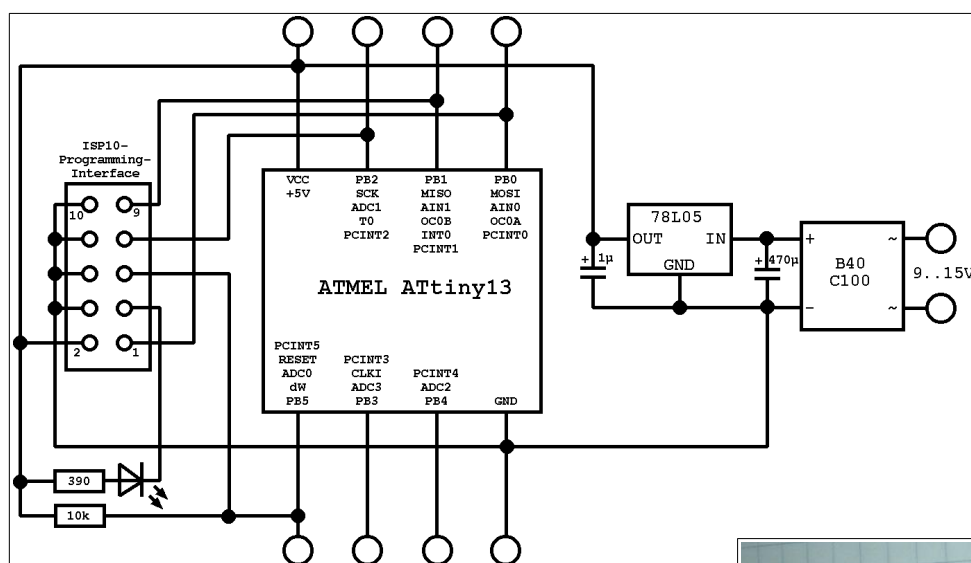 ISP10-
Programming-
Interface
10
9
2
1
VCC
+5V
PB2
SCK
ADC1
T0
PCINT2
PB1
MISO
AIN1
OC0B
INT0
PCINT1
PB0
MOSI
AIN0
OC0A
PCINT0
ATMEL ATtiny13
PCINT5
RESET
ADC0
dW
PB5
PCINT3
CLKI
ADC3
PB3
PCINT4
ADC2
PB4
GND
78L05
OUT
IN
GND
+ 1µ
+ 470µ
+
-
B40
C100
~
~
9..15V
390
10k